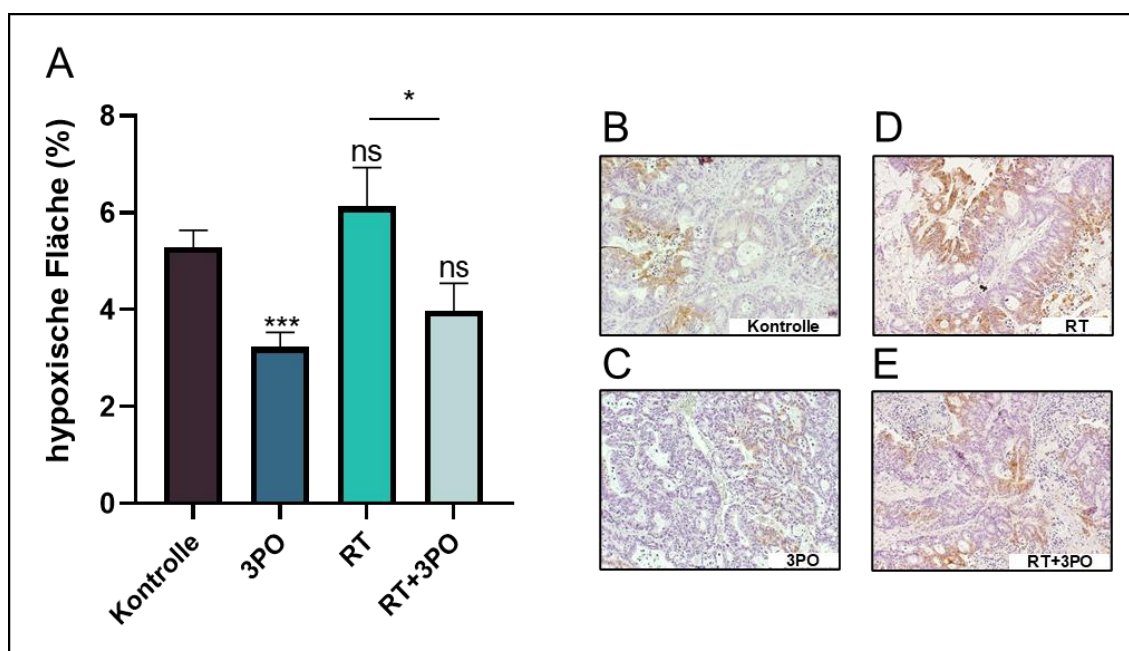 A
hypoxische Fläche (%)
8
6
4
2
0
***
ns
*
ns
Kontrolle
3PO
RT
RT+3PO
B
Kontrolle
D
RT
C
3PO
E
RT+3PO